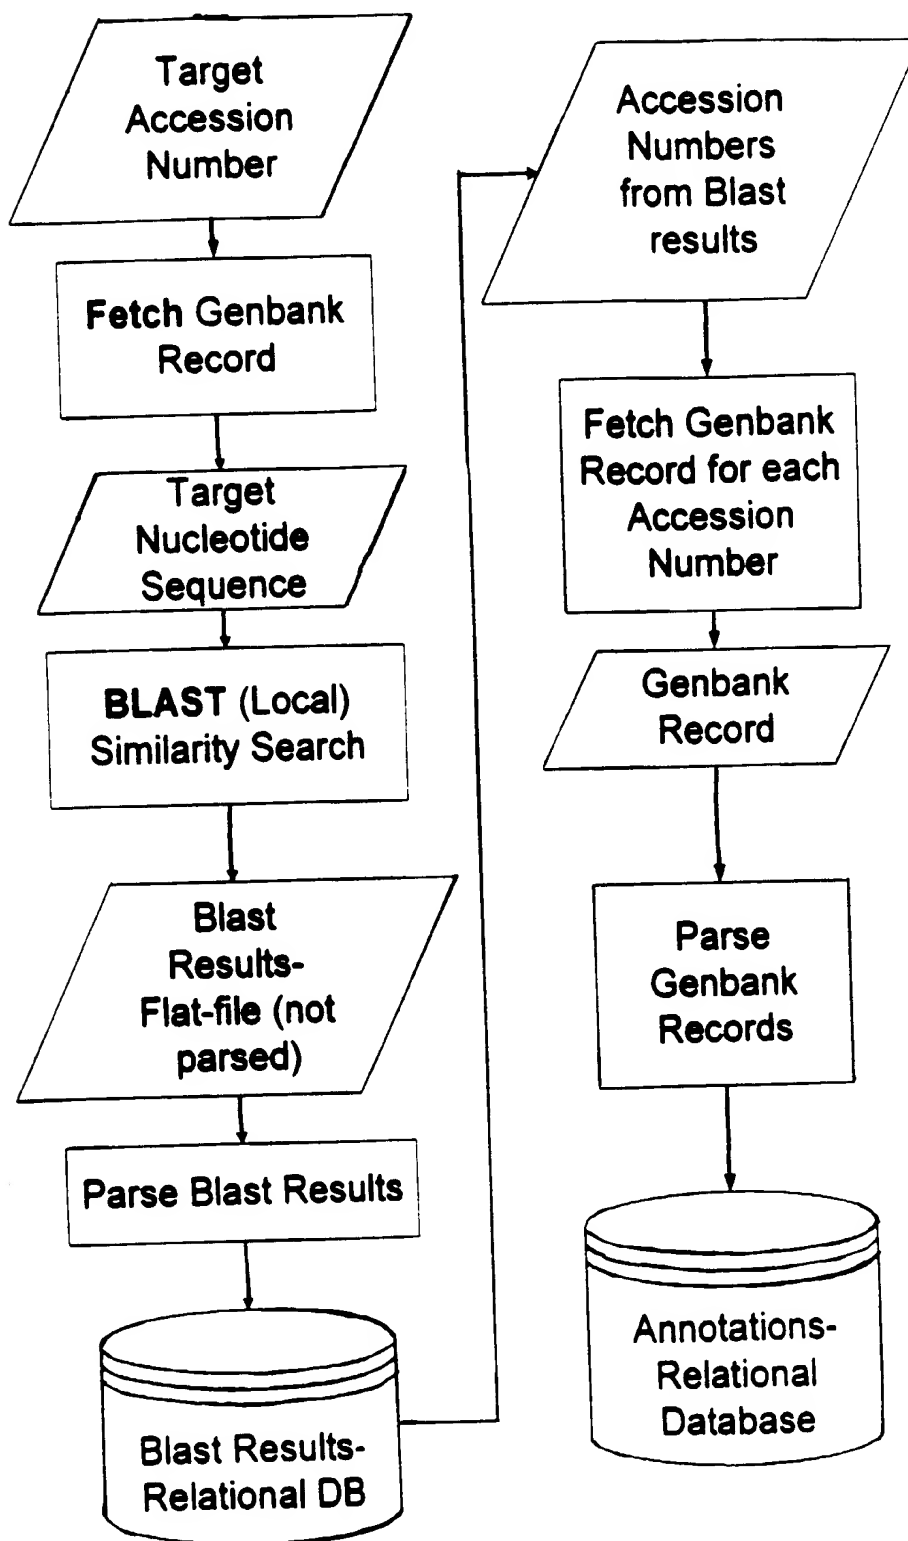 Target
Accession
Number
Fetch Genbank
Record
Target
Nucleotide
Sequence
BLAST (Local)
Similarity Search
Blast
Results-
Flat-file (not
parsed)
Parse Blast Results
Blast Results-
Relational DB
Accession
Numbers
from Blast
results
Fetch Genbank
Record for each
Accession
Number
Genbank
Record
Parse
Genbank
Records
Annotations-
Relational
Database